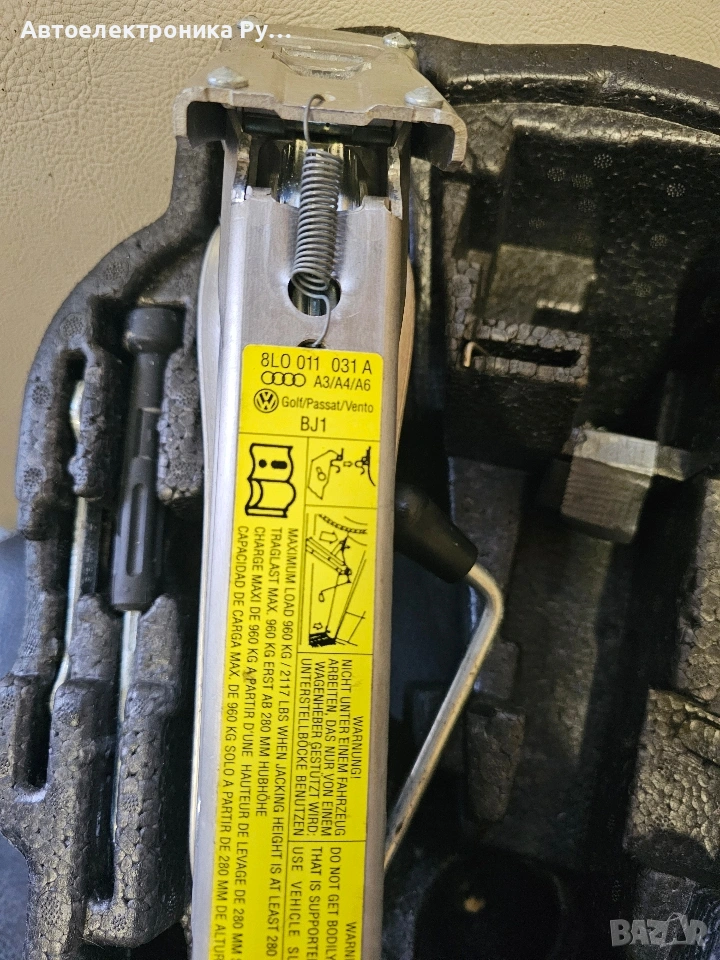 Автоелектроника Ру...
8L0 011 031 A
A3/A4/A6
Golf/Passat/Vento
BJ1
MAXIMUM LOAD 960 KG / 2117 LBS WHEN JACKING HEIGHT IS AT LEAST 280
TRAGLAST MAX. 960 KG ERST AB 280 MM HUBHÖHE
CHARGE MAXI DE 960 KG A PARTIR D'UNE HAUTEUR DE LEVAGE DE 280 MM
CAPACIDAD DE CARGA MAX. DE 960 KG SOLO A PARTIR DE 280 MM DE ALTUR
WARNUNG!
NICHT UNTER EINEM FAHRZEUG
ARBEITEN, DAS NUR VON EINEM
WAGENHEBER GESTÜTZT WIRD:
UNTERSTELLBÖCKE BENUTZEN
WARN
DO NOT GET BODILY
THAT IS SUPPORTE
USE VEHICLE SU
BAZAR